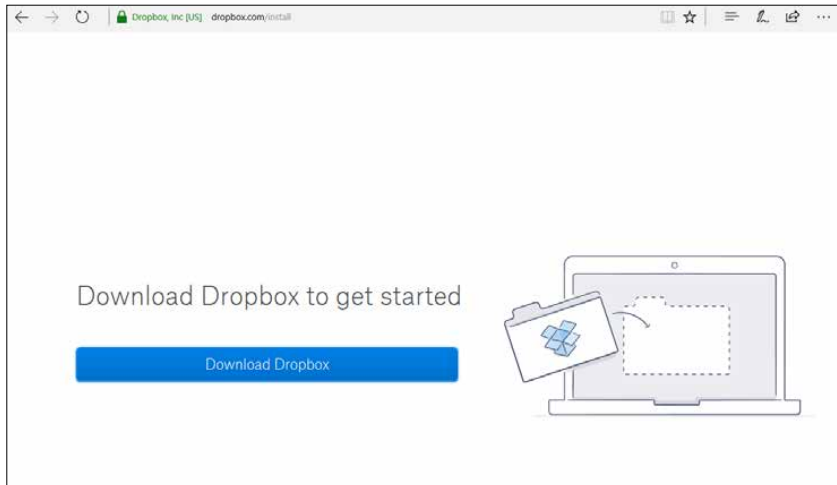 Dropbox, Inc [US] dropbox.com/install
Download Dropbox to get started
Download Dropbox